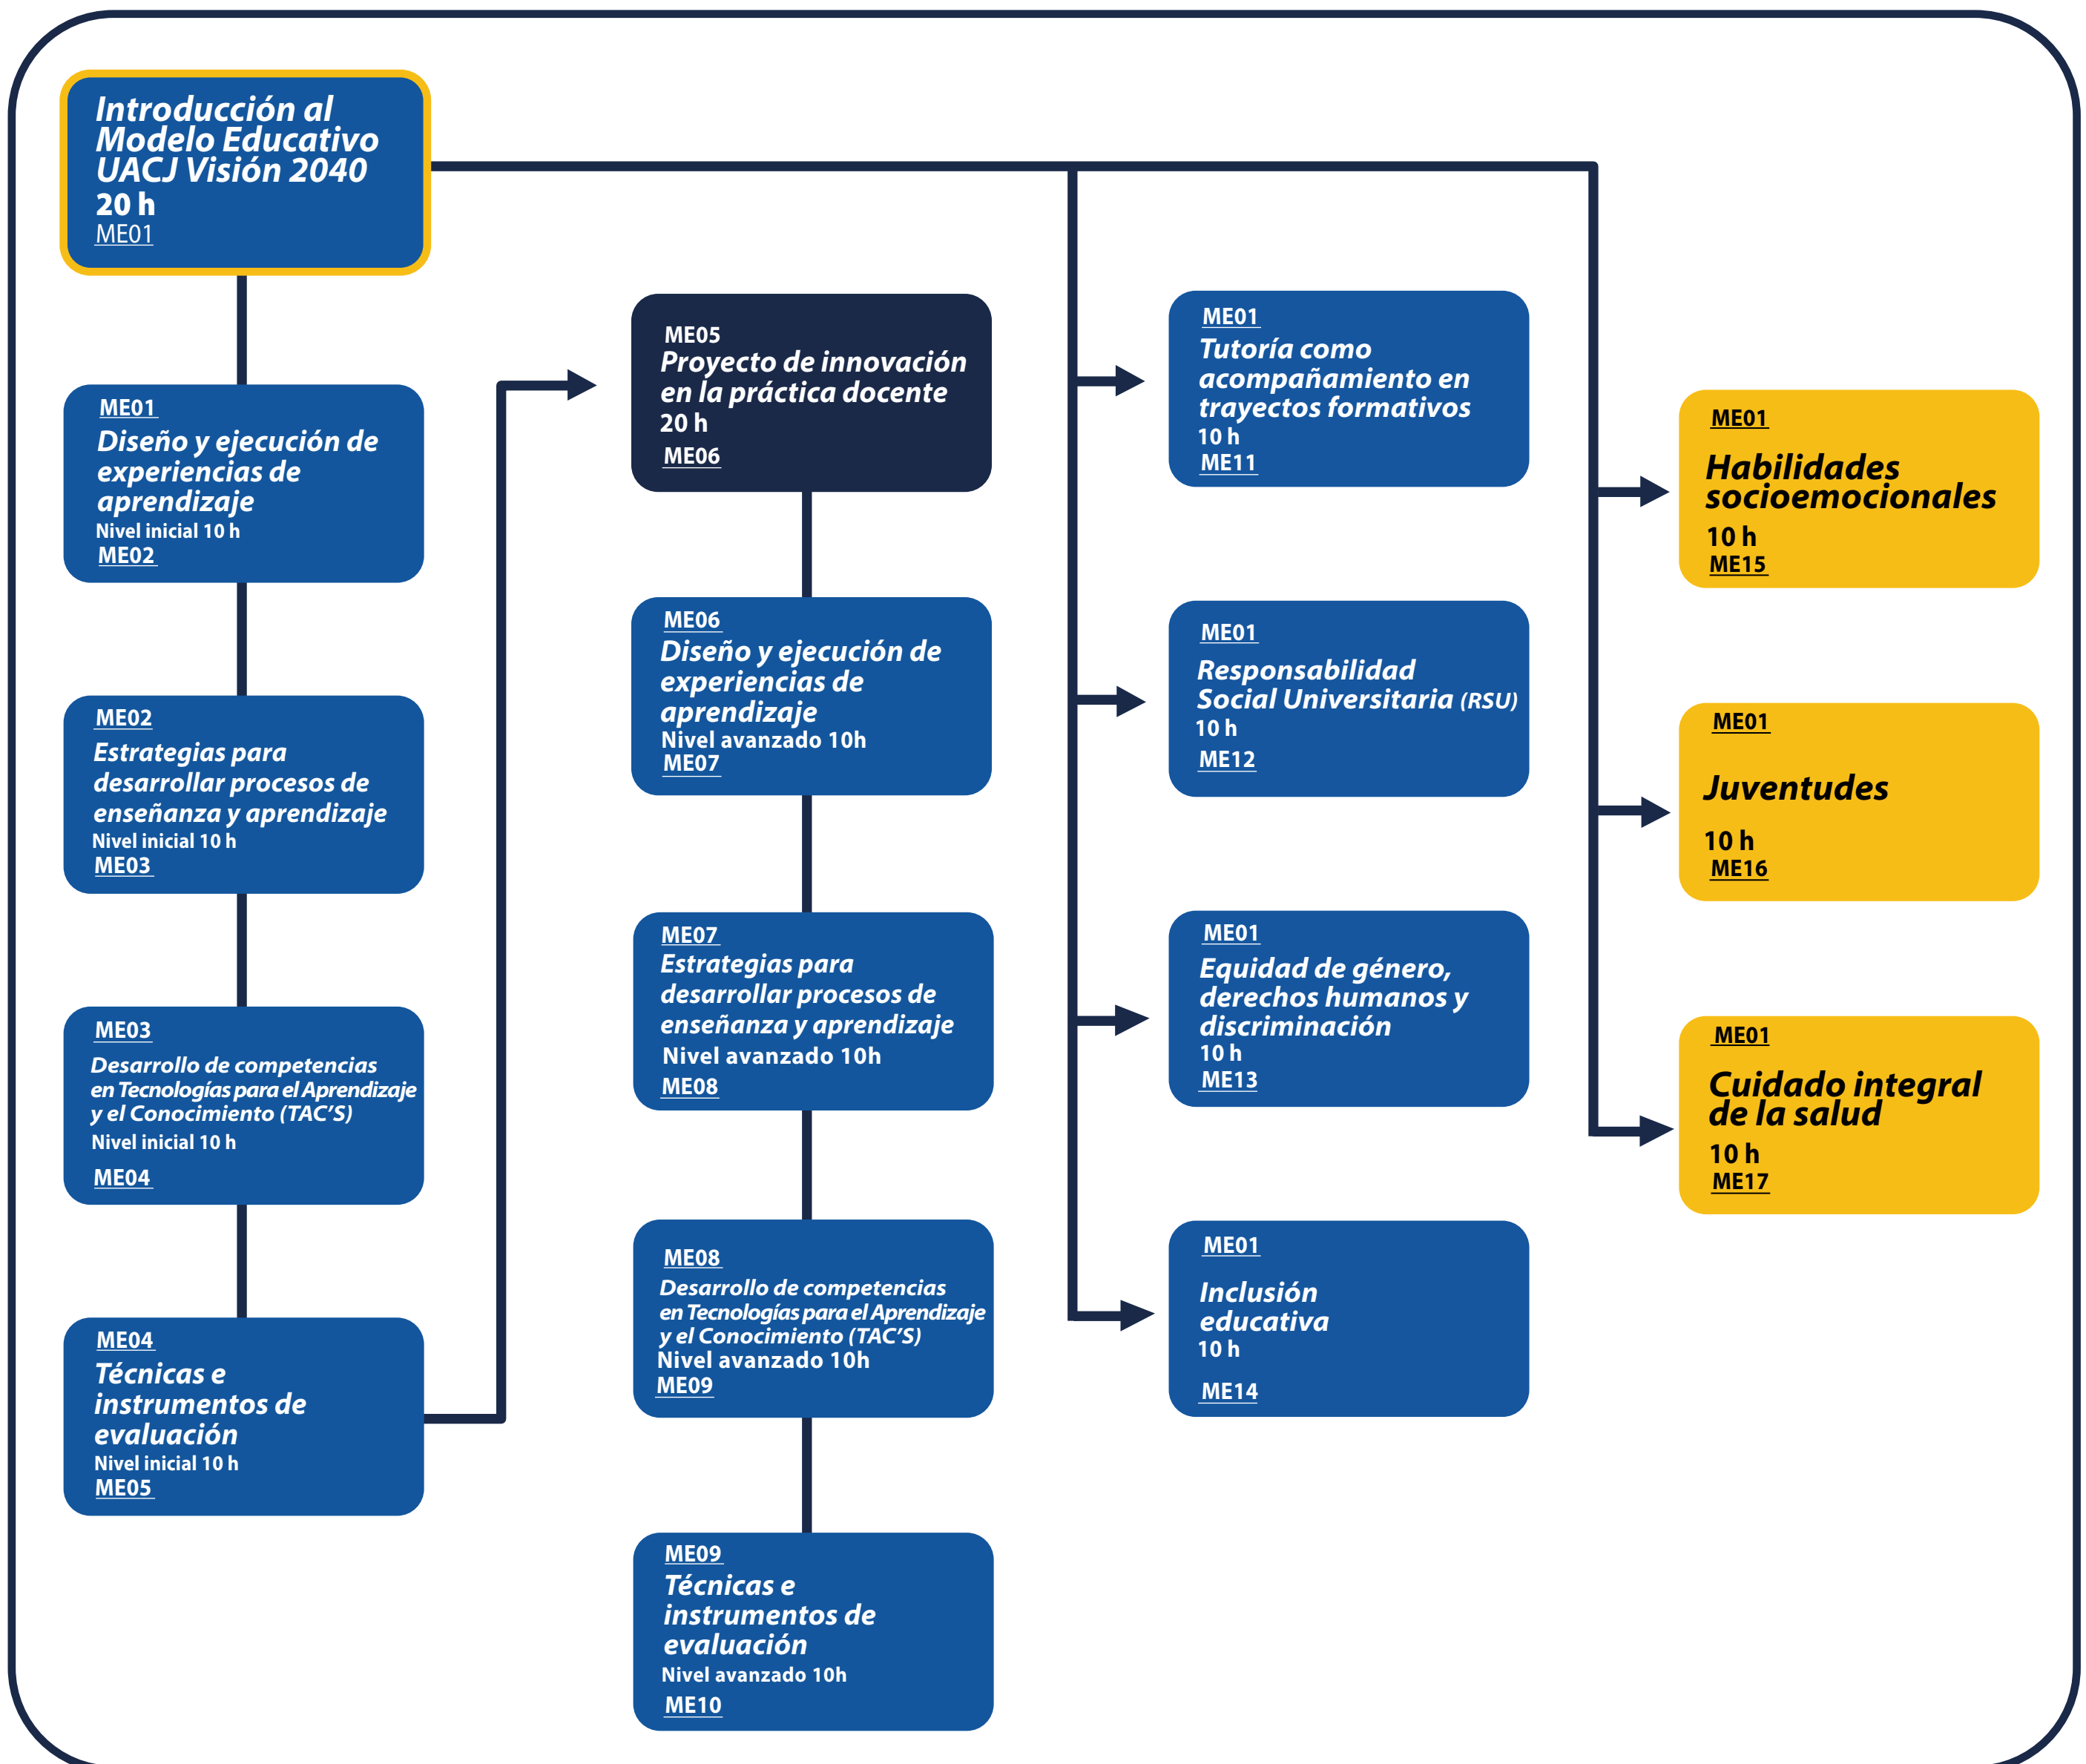 Introducción al
Modelo Educativo
UACJ Visión 2040
20 h
ME01
ME01
Diseño y ejecución de
experiencias de
aprendizaje
Nivel inicial 10 h
ME02
ME02
Estrategias para
desarrollar procesos de
enseñanza y aprendizaje
Nivel inicial 10 h
ME03
ME03
Desarrollo de competencias
en Tecnologías para el Aprendizaje
y el Conocimiento (TAC’S)
Nivel inicial 10 h
ME04
ME04
Técnicas e
instrumentos de
evaluación
Nivel inicial 10 h
ME05
ME05
Proyecto de innovación
en la práctica docente
20 h
ME06
ME06
Diseño y ejecución de
experiencias de
aprendizaje
Nivel avanzado 10h
ME07
ME07
Estrategias para
desarrollar procesos de
enseñanza y aprendizaje
Nivel avanzado 10h
ME08
ME08
Desarrollo de competencias
en Tecnologías para el Aprendizaje
y el Conocimiento (TAC’S)
Nivel avanzado 10h
ME09
ME09
Técnicas e
instrumentos de
evaluación
Nivel avanzado 10h
ME10
ME01
Tutoría como
acompañamiento en
trayectos formativos
10 h
ME11
ME01
Responsabilidad
Social Universitaria (RSU)
10 h
ME12
ME01
Equidad de género,
derechos humanos y
discriminación
10 h
ME13
ME01
Inclusión
educativa
10 h
ME14
ME01
Habilidades
socioemocionales
10 h
ME15
ME01
Juventudes
10 h
ME16
ME01
Cuidado integral
de la salud
10 h
ME17